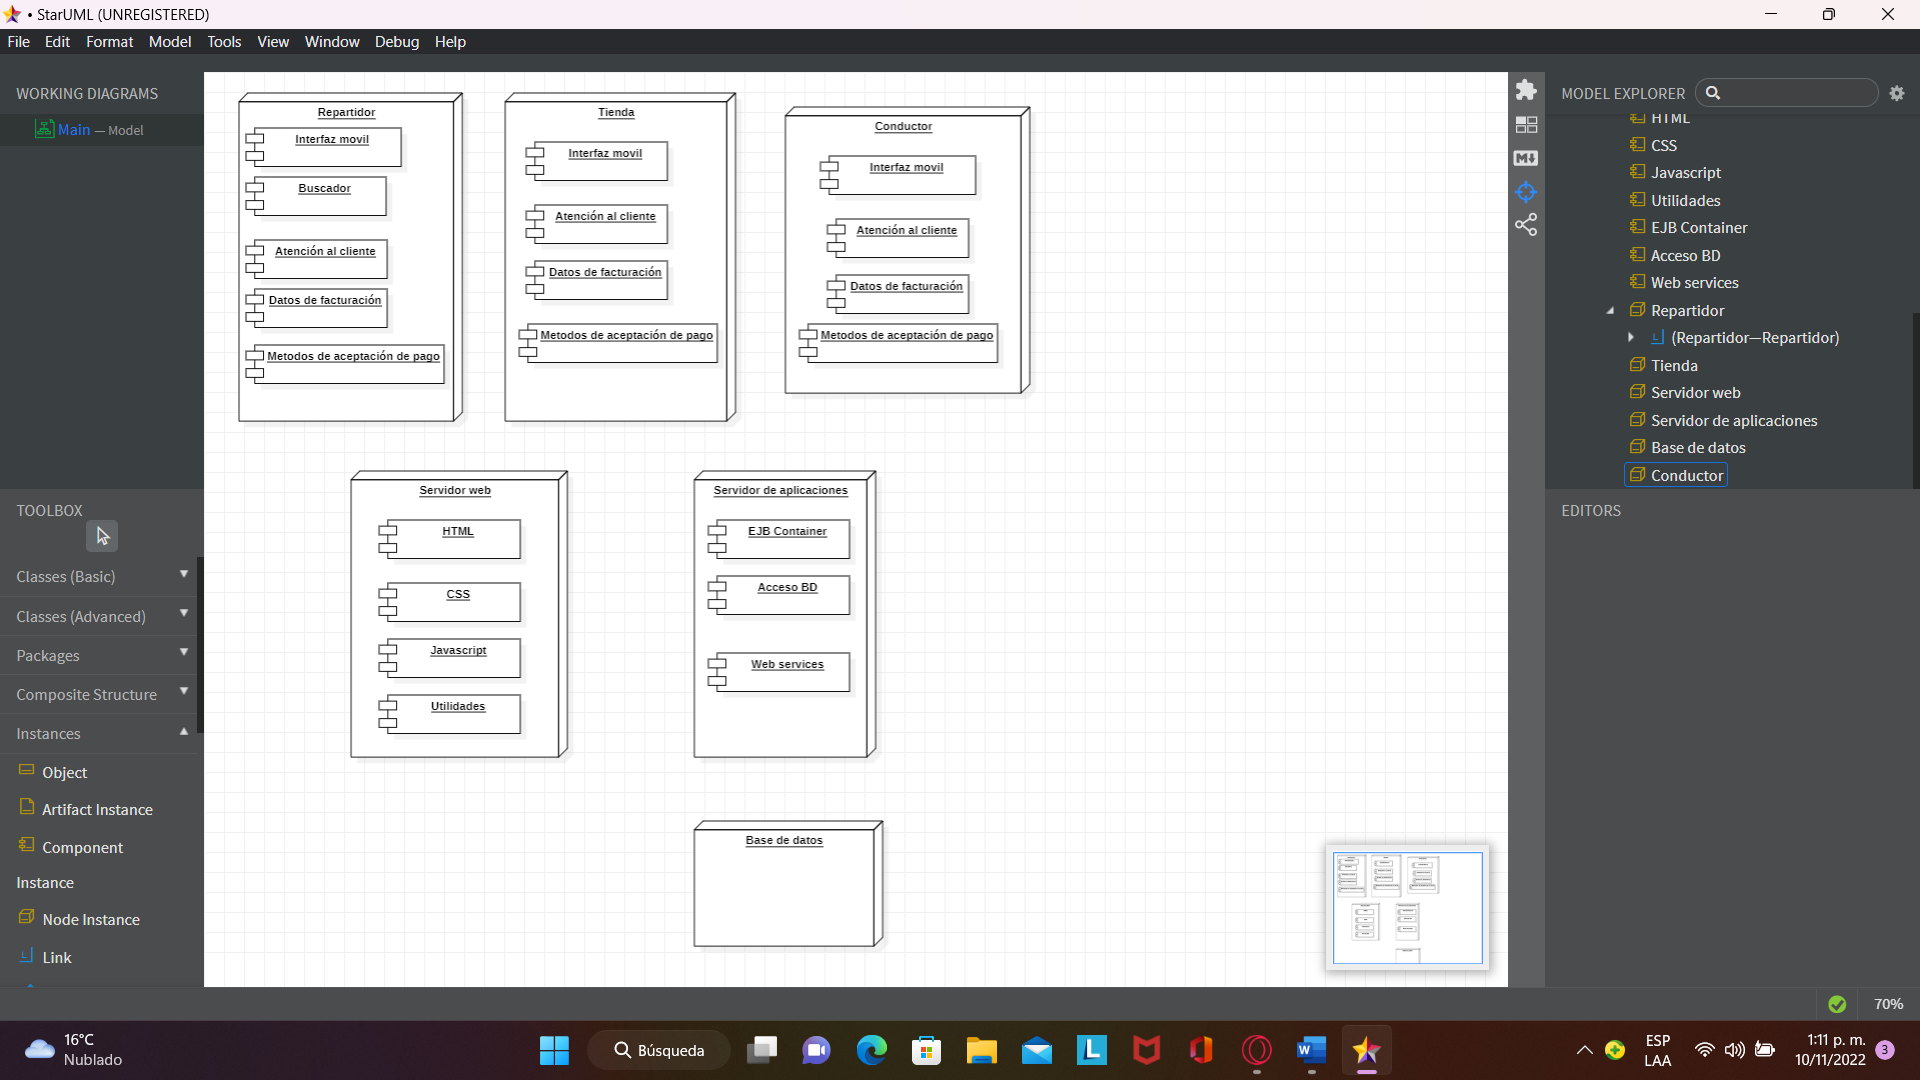 • StarUML (UNREGISTERED)
File Edit Format Model Tools View Window Debug Help
WORKING DIAGRAMS
Main — Model
TOOLBOX
Classes (Basic)
Classes (Advanced)
Packages
Composite Structure
Instances
Object
Artifact Instance
Component
Instance
Node Instance
Link
Repartidor
Interfaz movil
Buscador
Atención al cliente
Datos de facturación
Metodos de aceptación de pago
Tienda
Interfaz movil
Atención al cliente
Datos de facturación
Metodos de aceptación de pago
Conductor
Interfaz movil
Atención al cliente
Datos de facturación
Metodos de aceptación de pago
Servidor web
HTML
CSS
Javascript
Utilidades
Servidor de aplicaciones
EJB Container
Acceso BD
Web services
Base de datos
MODEL EXPLORER
HTML
CSS
Javascript
Utilidades
EJB Container
Acceso BD
Web services
Repartidor
(Repartidor—Repartidor)
Tienda
Servidor web
Servidor de aplicaciones
Base de datos
Conductor
EDITORS
70%
16°C
Nublado
Búsqueda
ESP
LAA
1:11 p. m.
10/11/2022
3